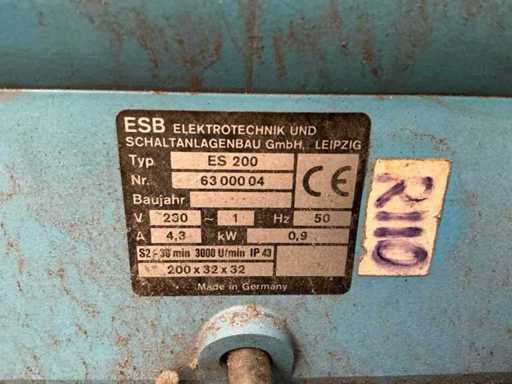 ESB ELEKTROTECHNIK UND
SCHALTANLAGENBAU GmbH, LEIPZIG
Typ ES 200
Nr. 63 000 04
Baujahr
V 230 ~ 1 Hz 50
A 4,3 kW 0,9
S2 - 30 min 3000 U/min IP 43
200 x 32 x 32
Made in Germany
CE
R110